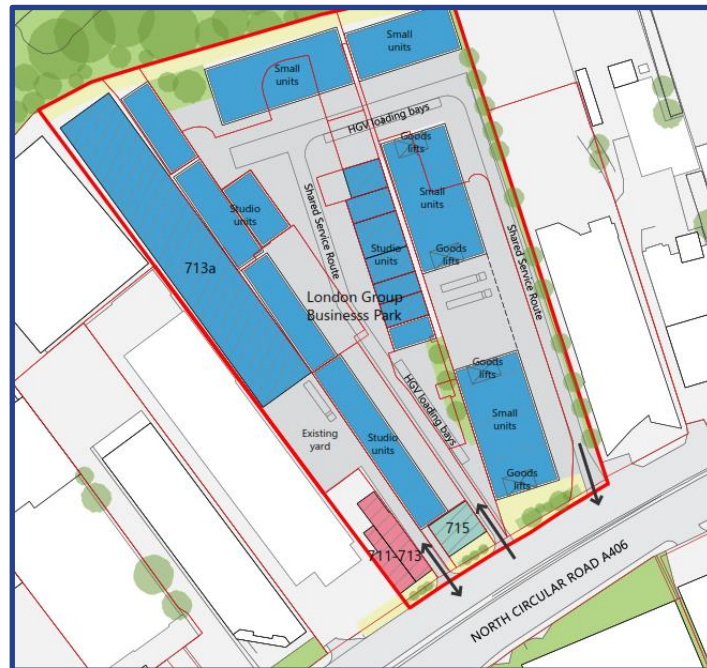 Small
units
Small
units
HGV loading bays
Goods
lifts
Small
units
Goods
lifts
Studio
units
713a
Shared Service Route
Studio
units
Shared Service Route
London Group
Businesss Park
HGV loading bays
Goods
lifts
Small
units
Goods
lifts
Existing
yard
Studio
units
715
711-713
NORTH CIRCULAR ROAD A406